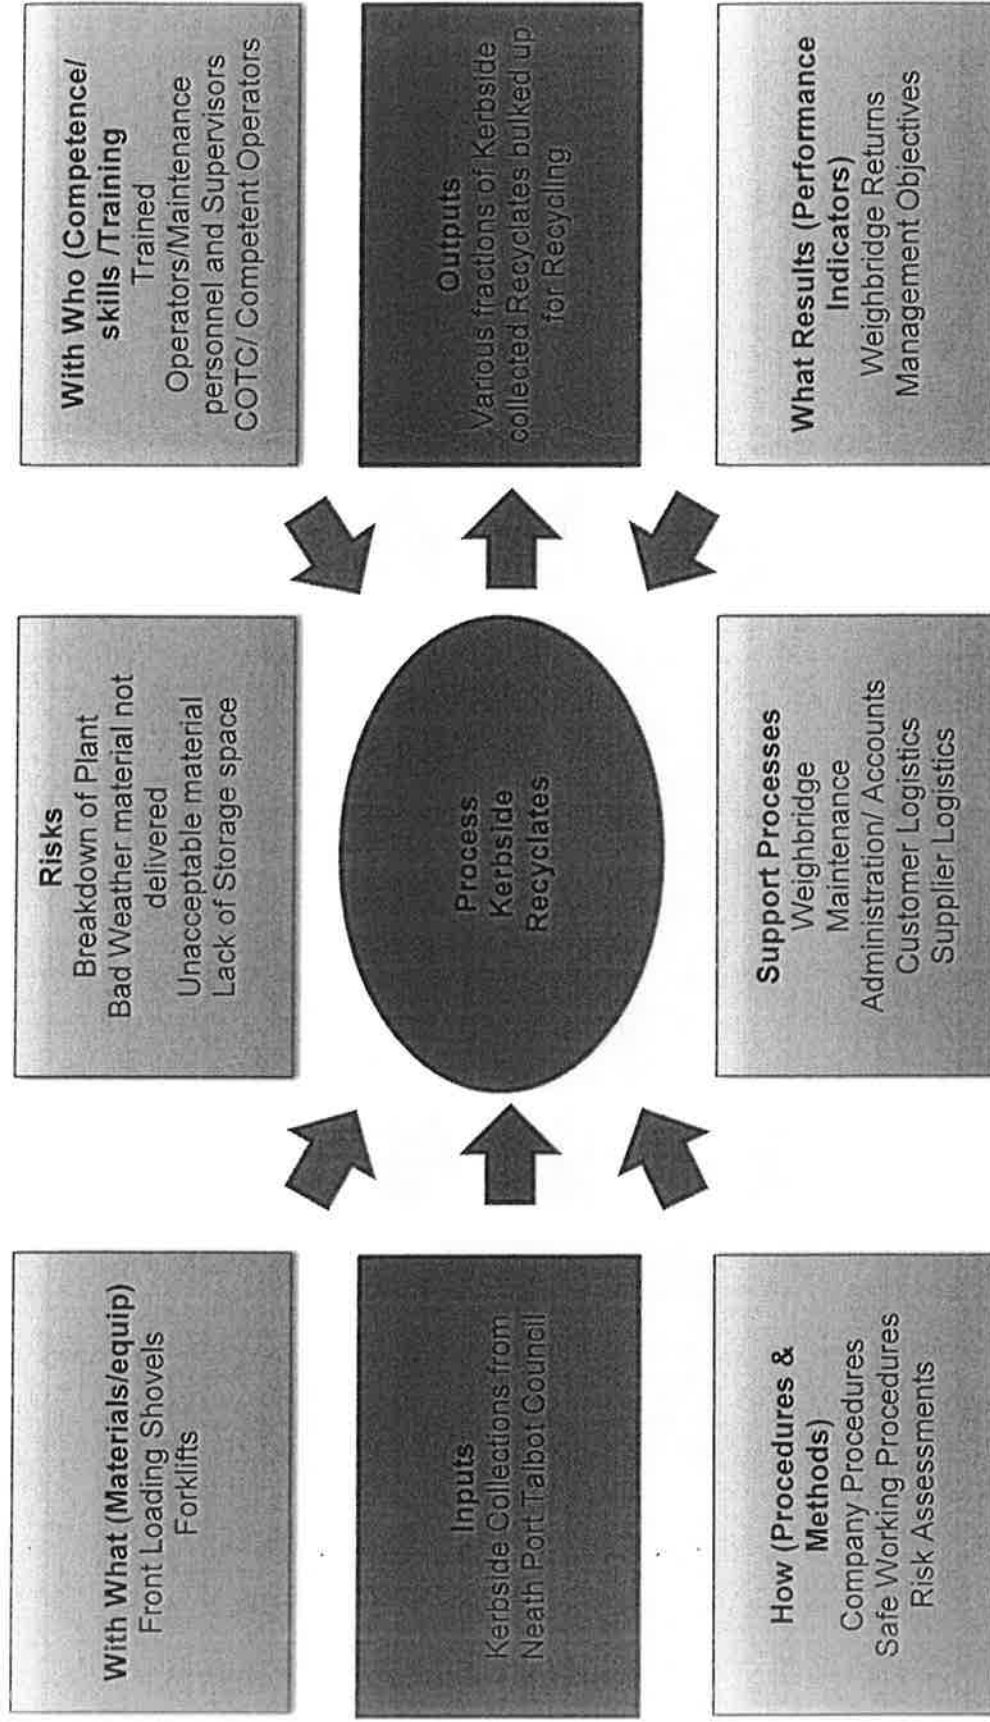 With What (Materials/equip)
Front Loading Shovels
Forklifts
Risks
Breakdown of Plant
Bad Weather material not
delivered
Unacceptable material
Lack of Storage space
With Who (Competence/
skills /Training
Trained
Operators/Maintenance
personnel and Supervisors
COTC/ Competent Operators
Inputs
Kerbside Collections from
Neath Port Talbot Council
Process
Kerbside
Recyclates
Outputs
Various fractions of Kerbside
collected Recyclates bulked up
for Recycling
How (Procedures &
Methods)
Company Procedures
Safe Working Procedures
Risk Assessments
Support Processes
Weighbridge
Maintenance
Administration/ Accounts
Customer Logistics
Supplier Logistics
What Results (Performance
Indicators)
Weighbridge Returns
Management Objectives